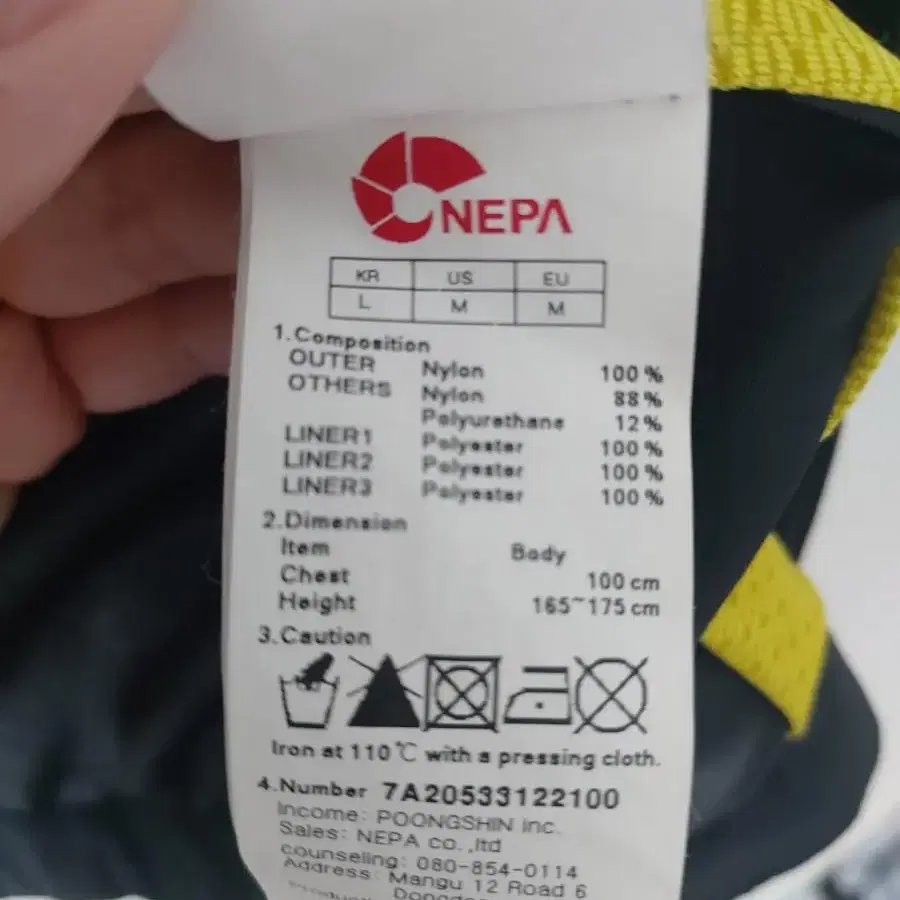 NEPA
KR US EU
L M M
1.Composition
OUTER Nylon 100%
OTHERS Nylon 88%
Polyurethane 12%
LINER1 Polyester 100%
LINER2 Polyester 100%
LINER3 Polyester 100%
2.Dimension
Item Body
Chest 100 cm
Height 165~175 cm
3.Caution
Iron at 110℃ with a pressing cloth.
4.Number 7A20533122100
Income: POONGSHIN inc.
Sales: NEPA co.,ltd
counseling: 080-854-0114
Address: Mangu 12 Road 6